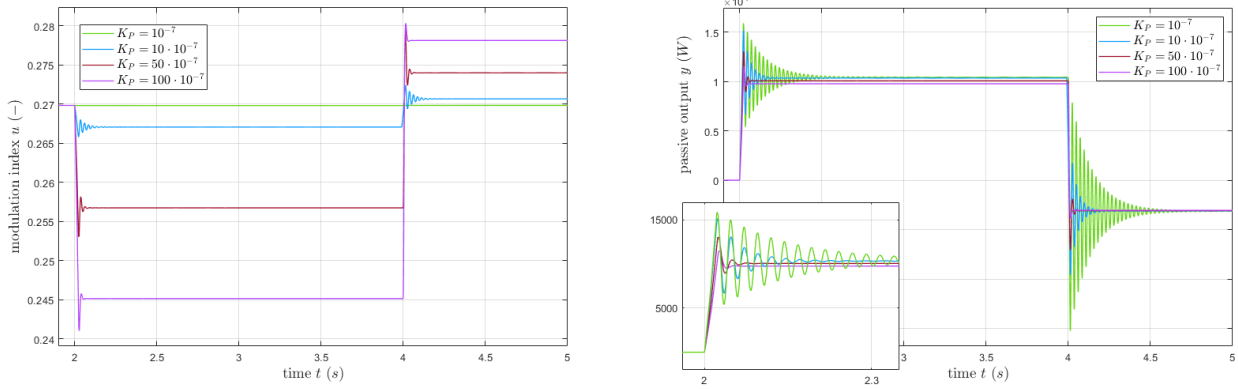 0.28
0.275
0.27
0.265
0.26
0.255
0.25
0.245
0.24
modulation index u (−)
K_P = 10⁻⁷
K_P = 10 · 10⁻⁷
K_P = 50 · 10⁻⁷
K_P = 100 · 10⁻⁷
2
2.5
3
3.5
4
4.5
5
time t (s)
1.5
1
0.5
0
passive output y (W)
K_P = 10⁻⁷
K_P = 10 · 10⁻⁷
K_P = 50 · 10⁻⁷
K_P = 100 · 10⁻⁷
15000
5000
2
2.3
3
3.5
4
4.5
5
time t (s)